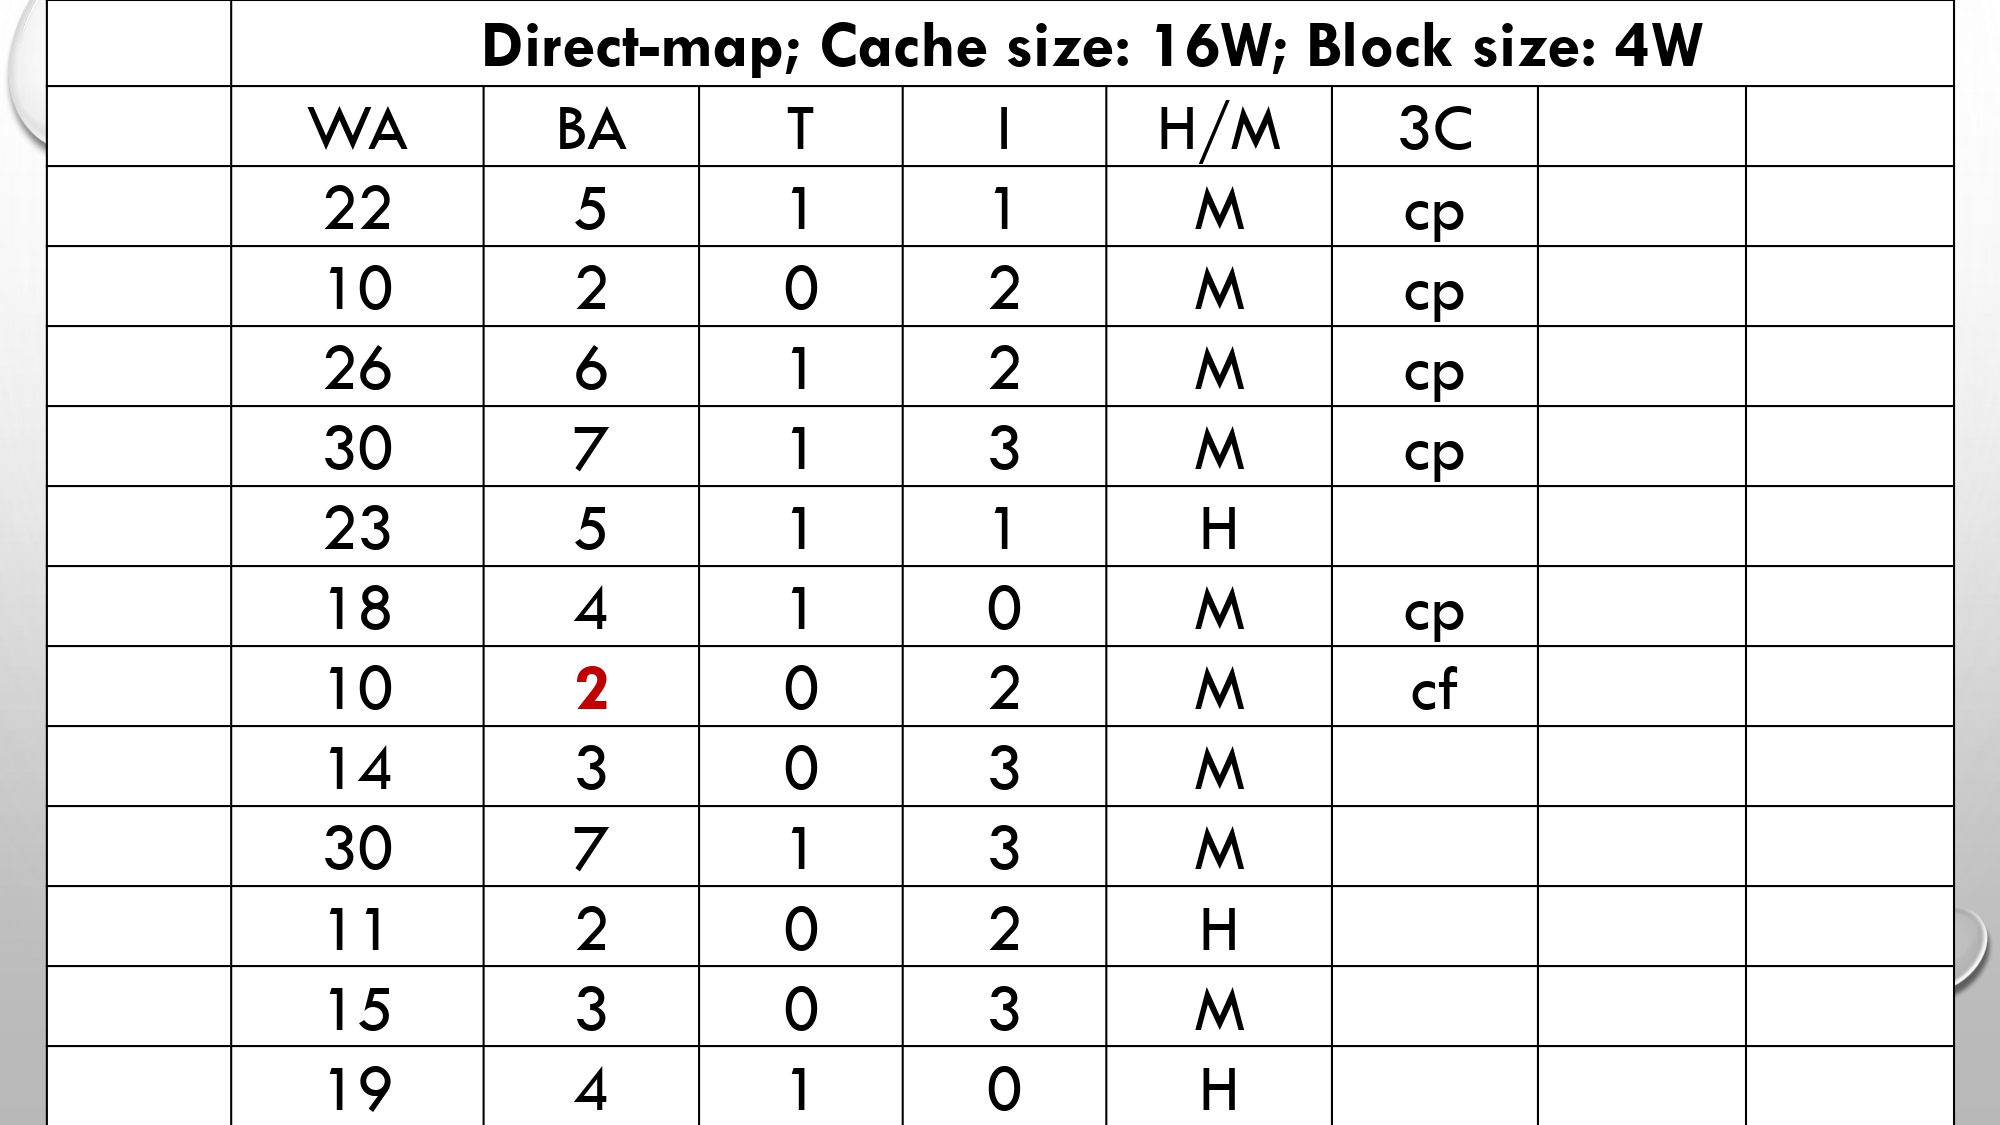 Direct-map; Cache size: 16W; Block size: 4W
WA BA T I H/M 3C
22 5 1 1 M cp
10 2 0 2 M cp
26 6 1 2 M cp
30 7 1 3 M cp
23 5 1 1 H
18 4 1 0 M cp
10 2 0 2 M cf
14 3 0 3 M
30 7 1 3 M
11 2 0 2 H
15 3 0 3 M
19 4 1 0 H